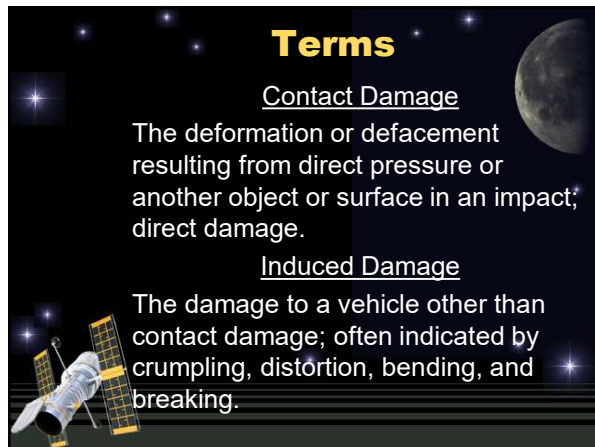 Terms
Contact Damage
The deformation or defacement
resulting from direct pressure or
another object or surface in an impact;
direct damage.
Induced Damage
The damage to a vehicle other than
contact damage; often indicated by
crumpling, distortion, bending, and
breaking.